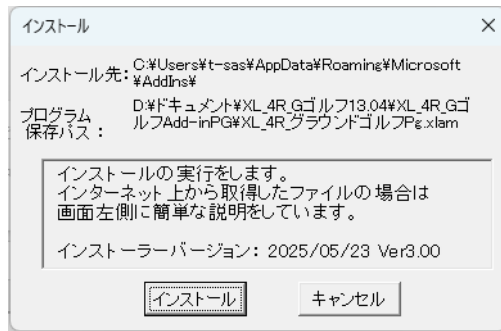 インストール
インストール先: C:¥Users¥t-sas¥AppData¥Roaming¥Microsoft
¥AddIns¥
プログラム
保存パス:
D:¥ドキュメント¥XL_4R_Gゴルフ13.04¥XL_4R_Gゴ
ルフAdd-inPG¥XL_4R_グラウンドゴルフPg.xlam
インストールの実行をします。
インターネット上から取得したファイルの場合は
画面左側に簡単な説明をしています。
インストーラーバージョン: 2025/05/23 Ver3.00
インストール
キャンセル